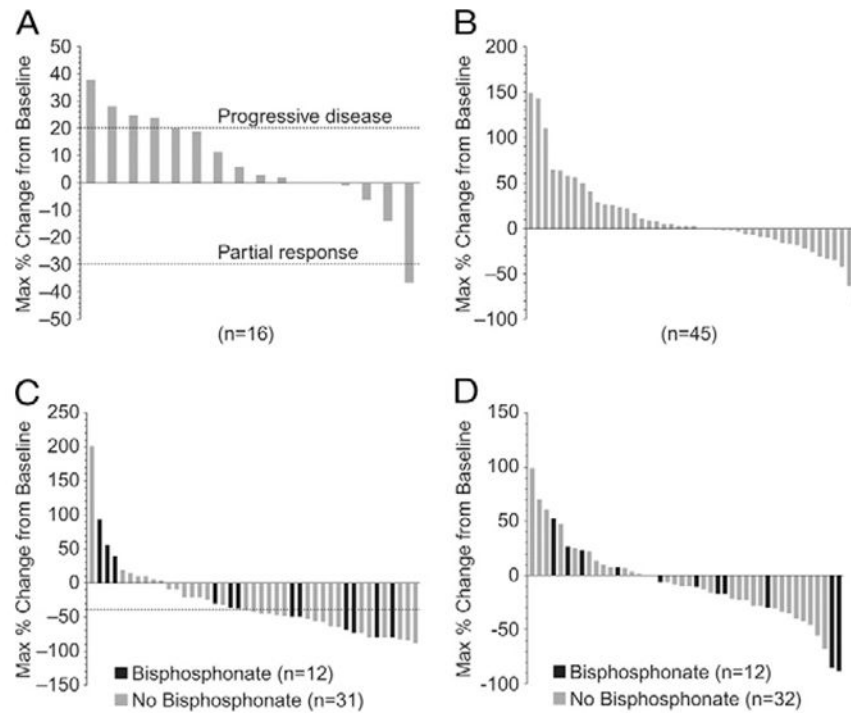 A
Max % Change from Baseline
50
40
30
20
10
0
–10
–20
–30
–40
–50
Progressive disease
Partial response
(n=16)
B
Max % Change from Baseline
200
150
100
50
0
–50
–100
(n=45)
C
Max % Change from Baseline
250
200
150
100
50
0
–50
–100
–150
Bisphosphonate (n=12)
No Bisphosphonate (n=31)
D
Max % Change from Baseline
150
100
50
0
-50
-100
Bisphosphonate (n=12)
No Bisphosphonate (n=32)